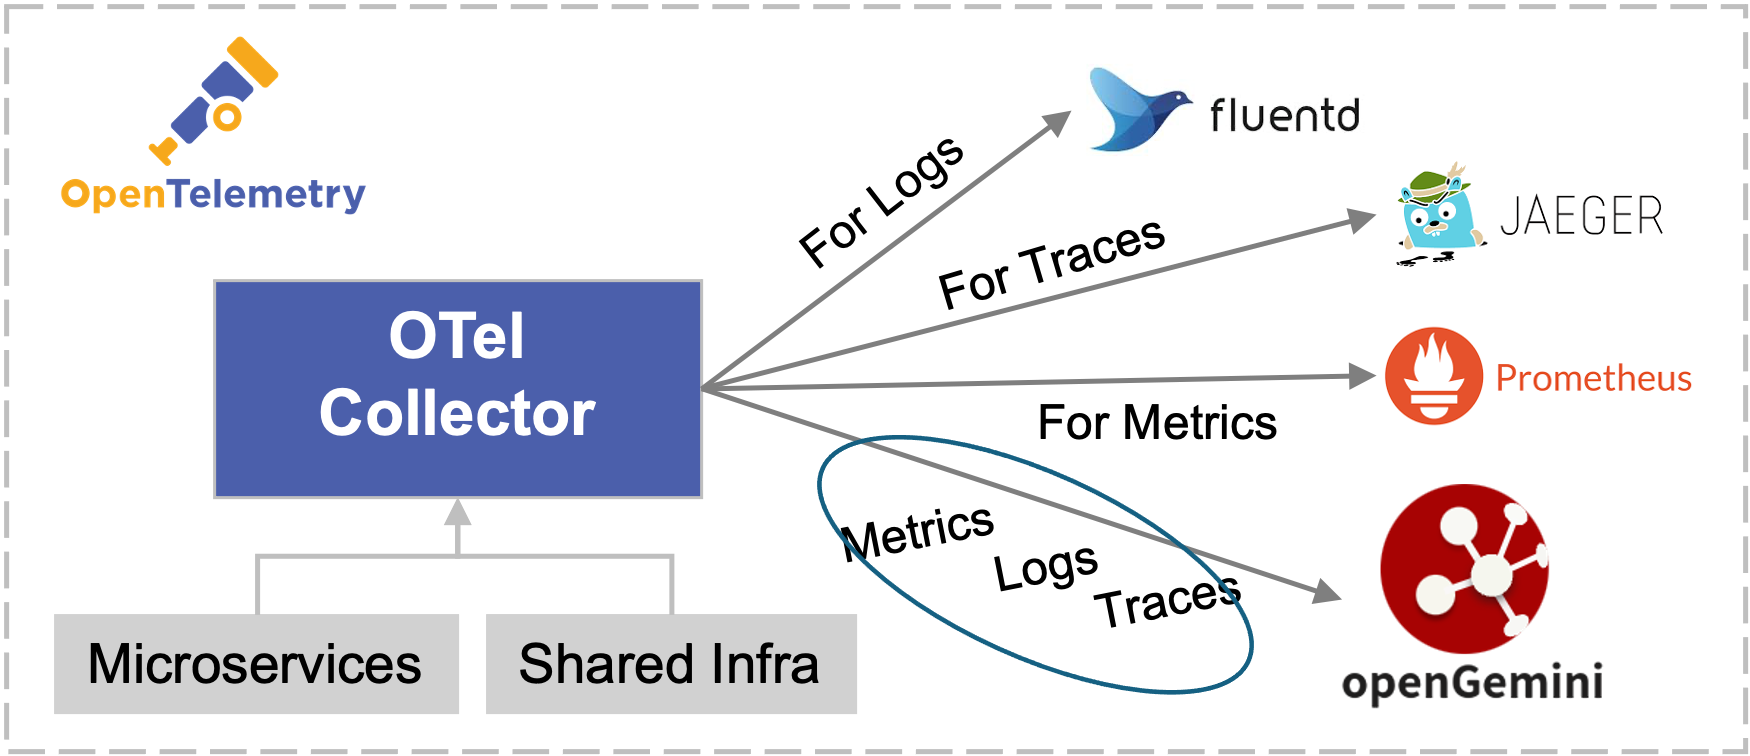 OpenTelemetry
fluentd
For Logs
JAEGER
For Traces
OTel
Collector
Prometheus
For Metrics
Metrics
Logs
Traces
openGemini
Microservices
Shared Infra